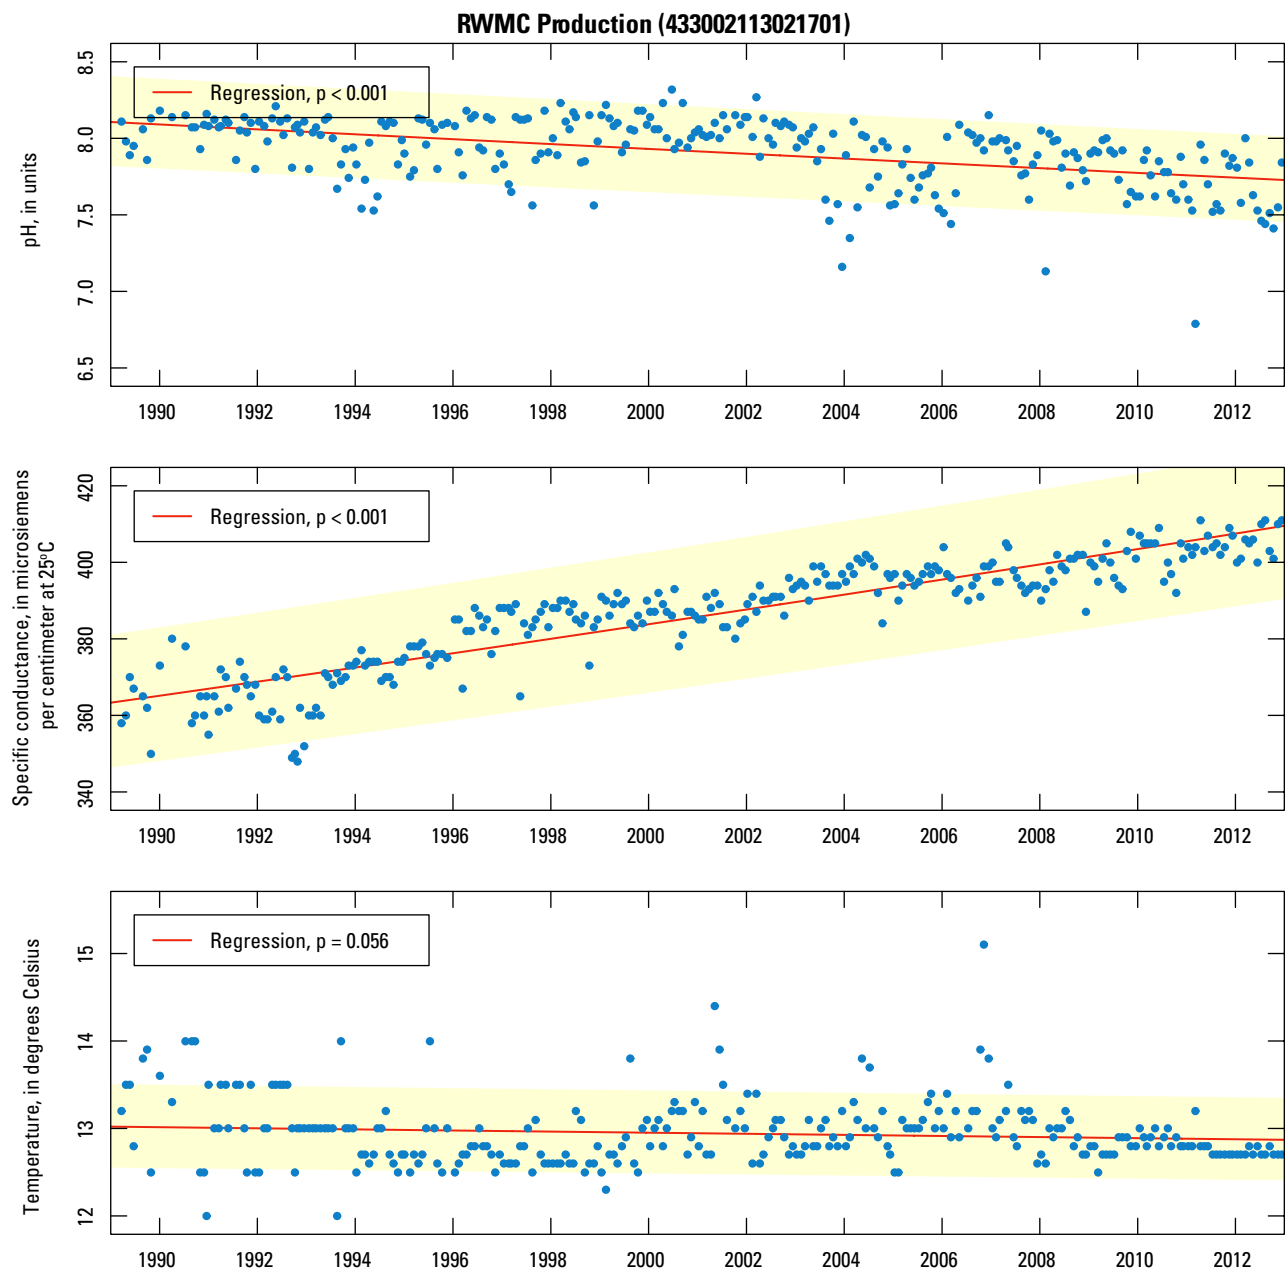 RWMC Production (433002113021701)
pH, in units
8.5
8.0
7.5
7.0
6.5
Regression, p < 0.001
1990 1992 1994 1996 1998 2000 2002 2004 2006 2008 2010 2012
Specific conductance, in microsiemens
per centimeter at 25°C
420
400
380
360
340
Regression, p < 0.001
1990 1992 1994 1996 1998 2000 2002 2004 2006 2008 2010 2012
Temperature, in degrees Celsius
15
14
13
12
Regression, p = 0.056
1990 1992 1994 1996 1998 2000 2002 2004 2006 2008 2010 2012